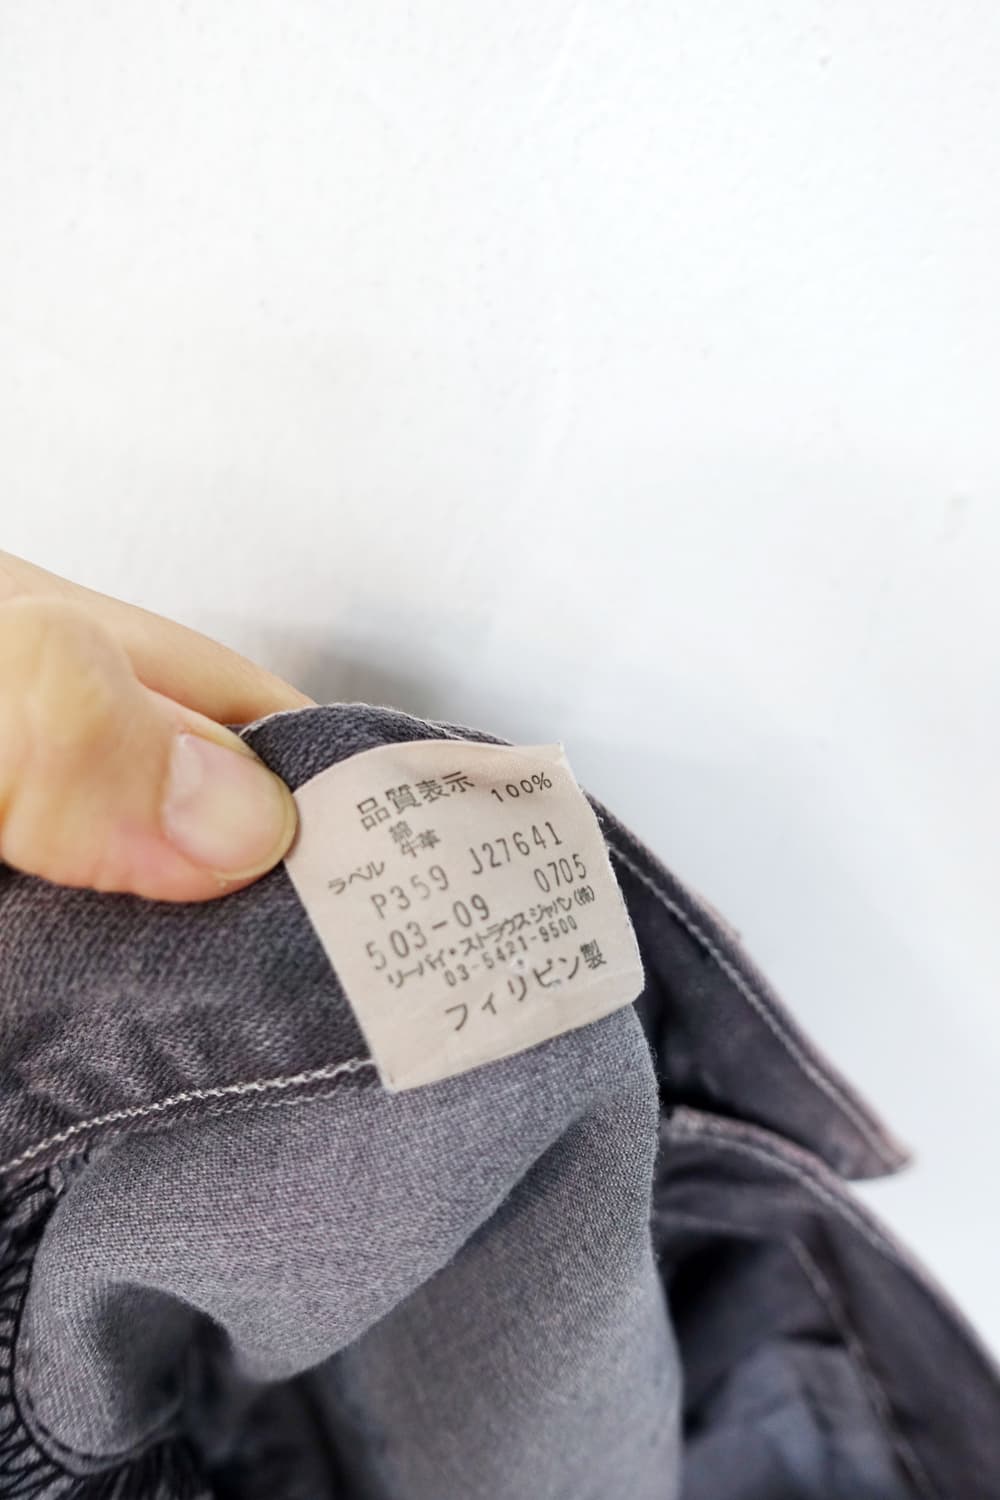 品質表示
綿 100%
ラベル 牛革
P359 J27641
503-09 0705
リーバイ・ストラウスジャパン(株)
03-5421-9500
フィリピン製